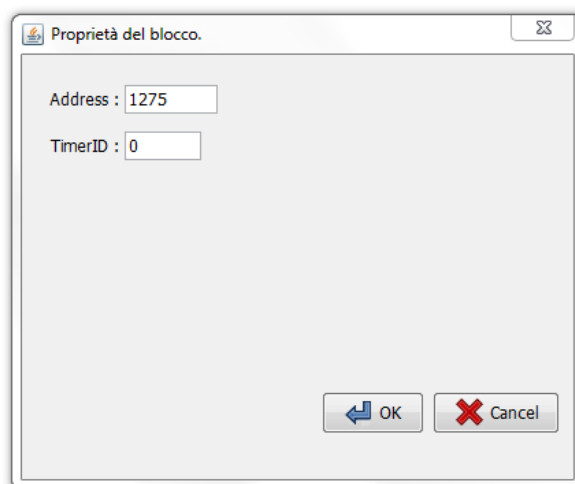 Proprietà del blocco.
Address : 1275
TimerID : 0
OK Cancel